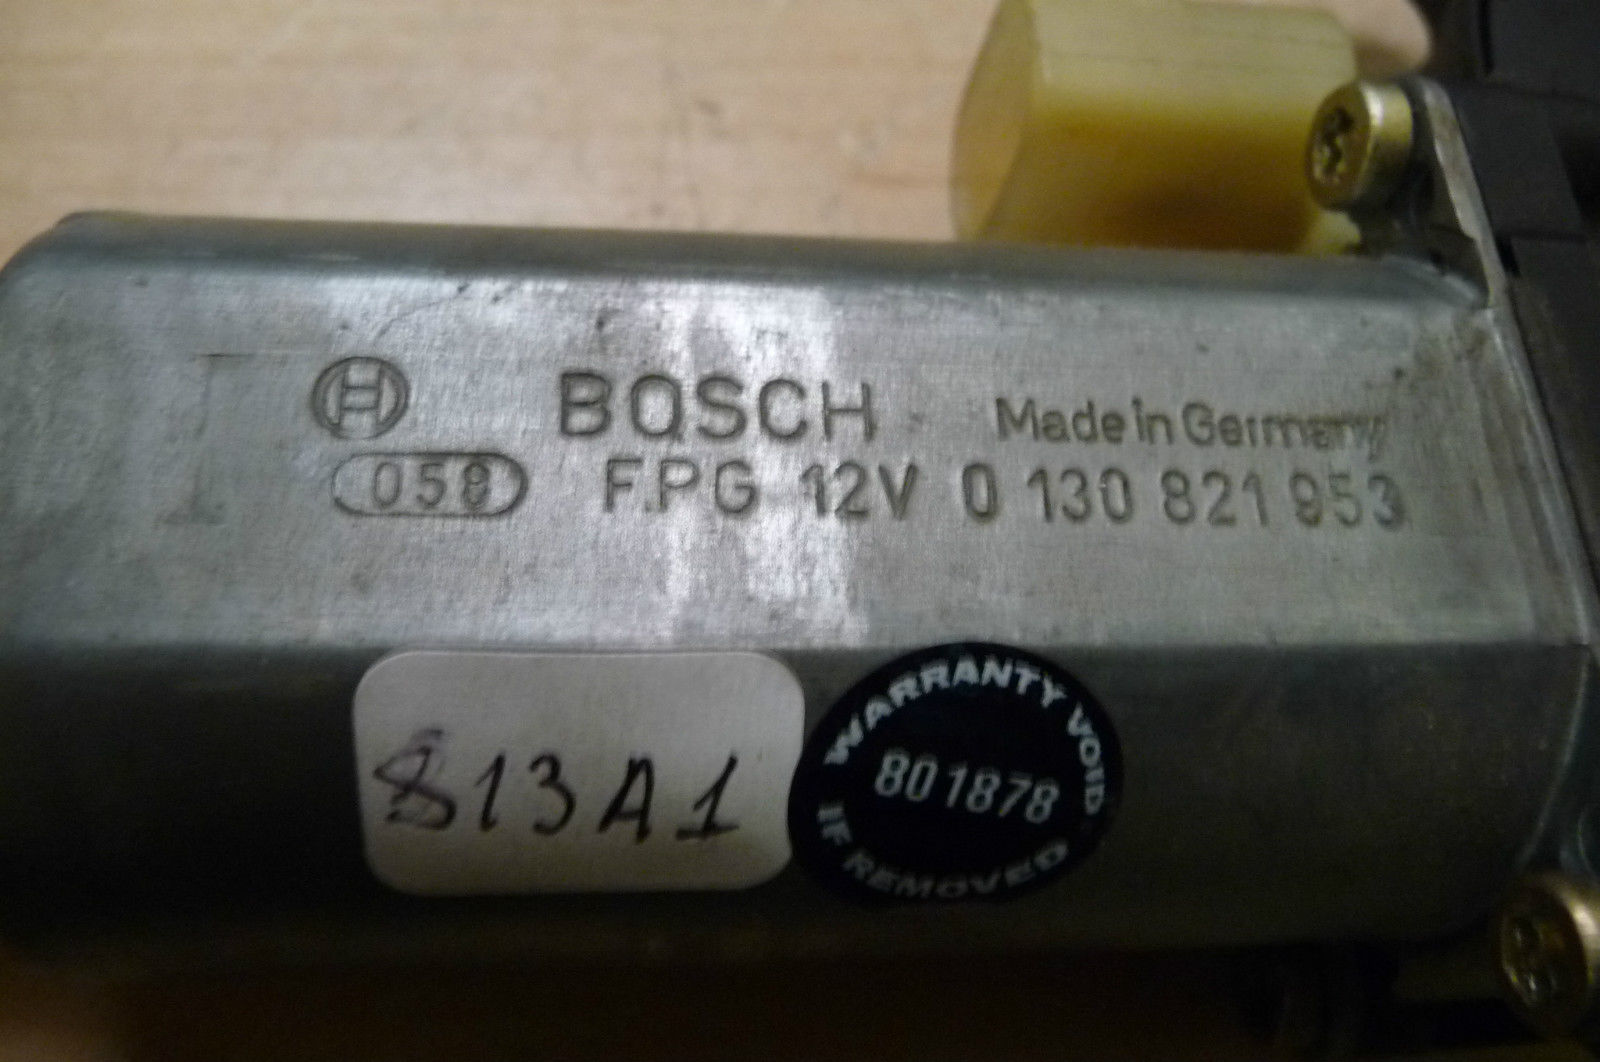 BOSCH Made in Germany
058 F.PG 12V 0 130 821 953
813A1
WARRANTY VOID
801878
IF REMOVED